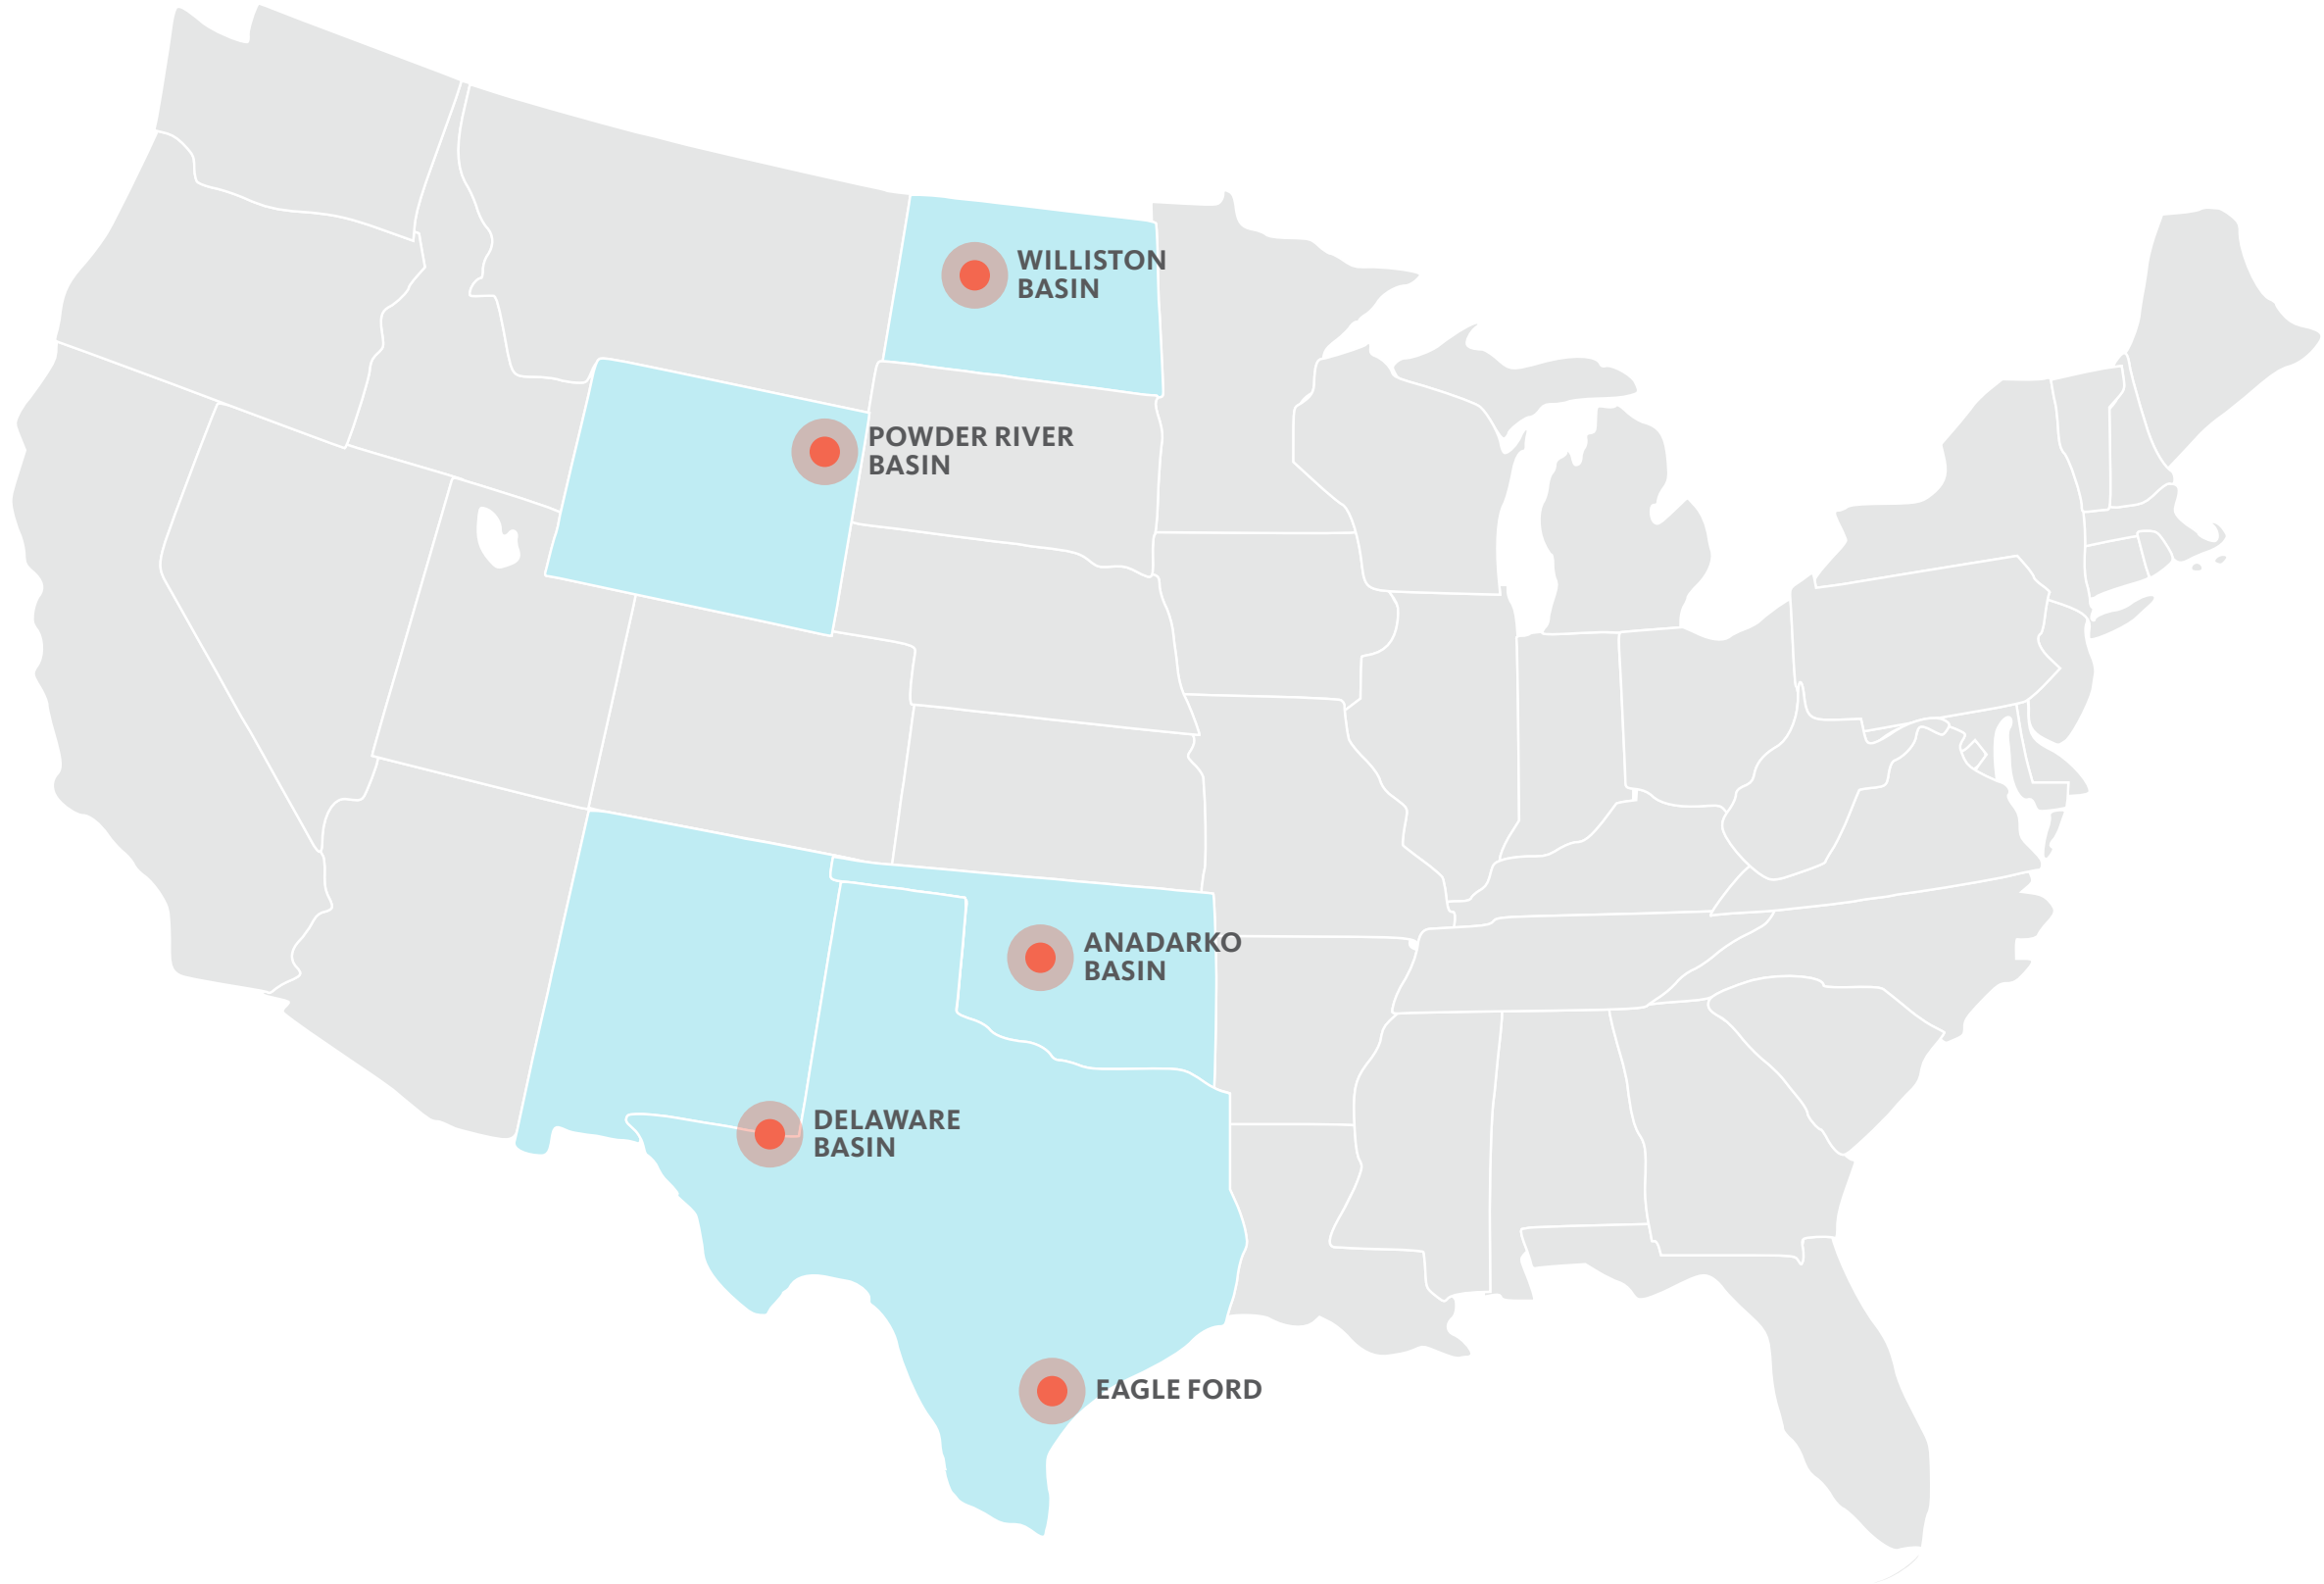 WILLISTON
BASIN
POWDER RIVER
BASIN
ANADARKO
BASIN
DELAWARE
BASIN
EAGLE FORD